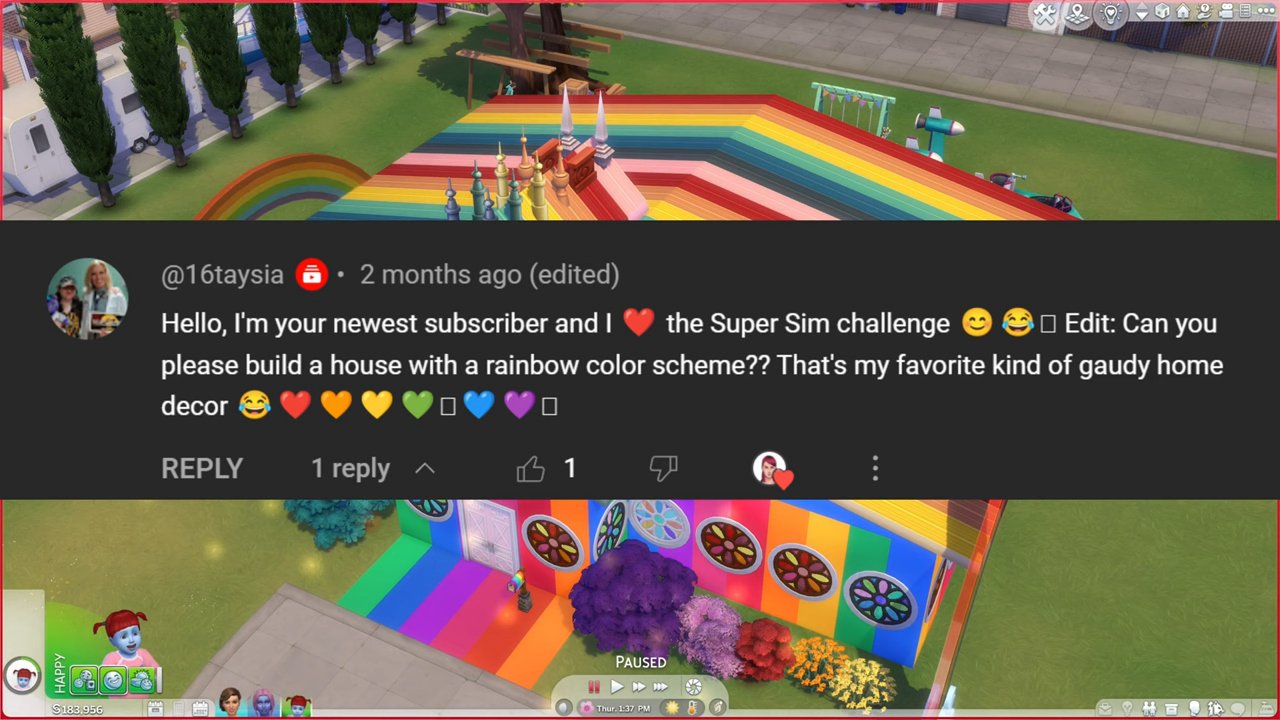 @16taysia • 2 months ago (edited)
Hello, I'm your newest subscriber and I ❤️ the Super Sim challenge 😊 😂 □ Edit: Can you
please build a house with a rainbow color scheme?? That's my favorite kind of gaudy home
decor 😂 ❤️ 🧡 💛 💚 □ 💙 💜 □
REPLY 1 reply 1
PAUSED
HAPPY
Thur. 1:37 PM
§183,956